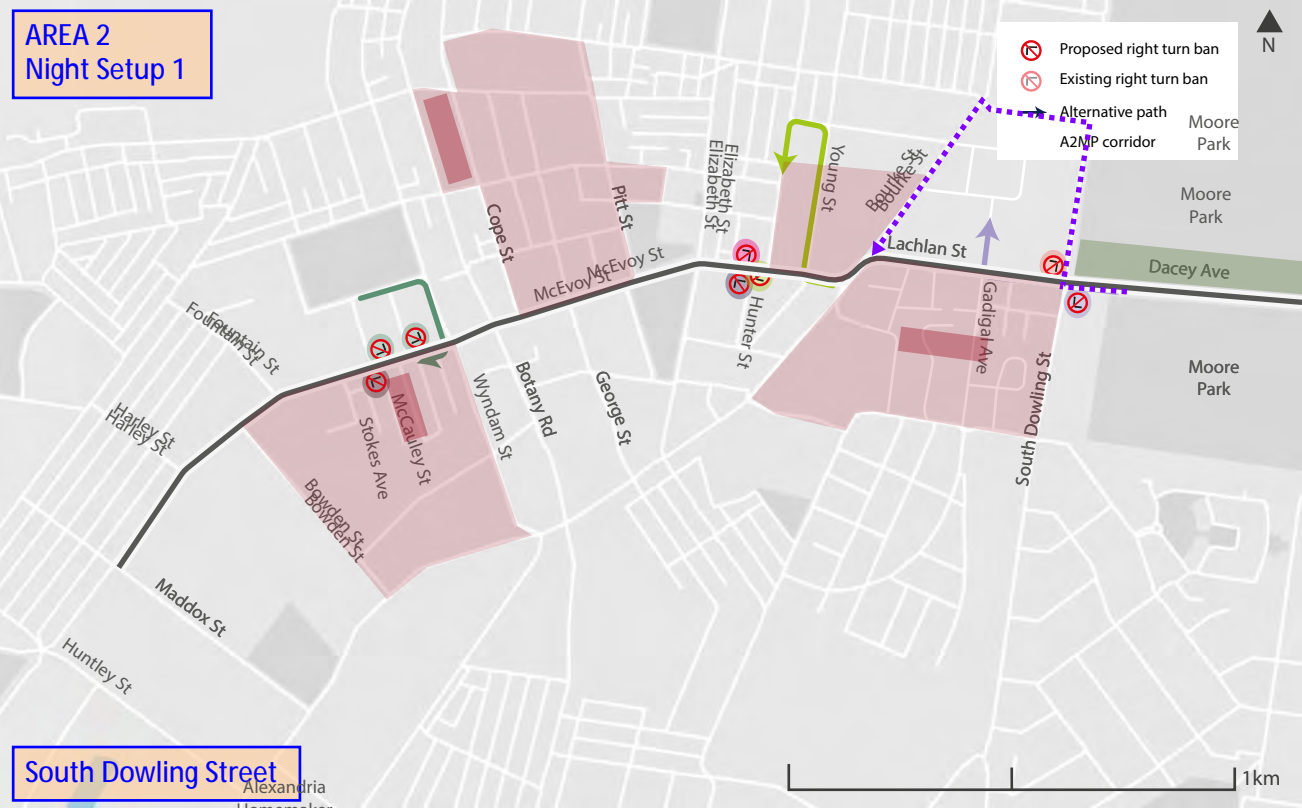 AREA 2
Night Setup 1
N
Proposed right turn ban
Existing right turn ban
Alternative path
A2MP corridor
Moore
Park
Moore
Park
Moore
Park
Dacey Ave
Lachlan St
Bourke St
Bourke St
Young St
Elizabeth St
Elizabeth St
Pitt St
Cope St
McEvoy St
McEvoy St
Hunter St
Gadigal Ave
South Dowling St
George St
Botany Rd
Wyndam St
McCauley St
Stokes Ave
Fountain St
Fountain St
Harley St
Harley St
Bowden St
Bowden St
Maddox St
Huntley St
South Dowling Street
Alexandria
Homemaker
1km